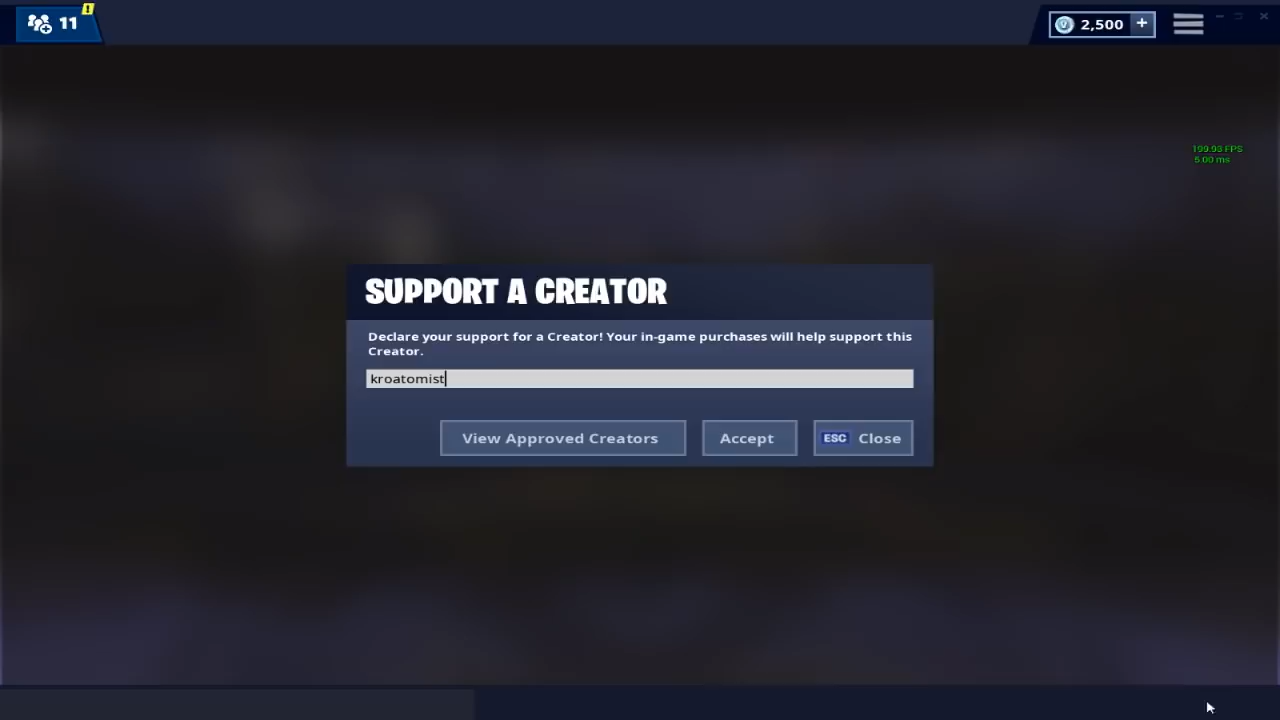 11
!
2,500 +
199.93 FPS
5.00 ms
SUPPORT A CREATOR
Declare your support for a Creator! Your in-game purchases will help support this
Creator.
kroatomist
View Approved Creators
Accept
ESC Close